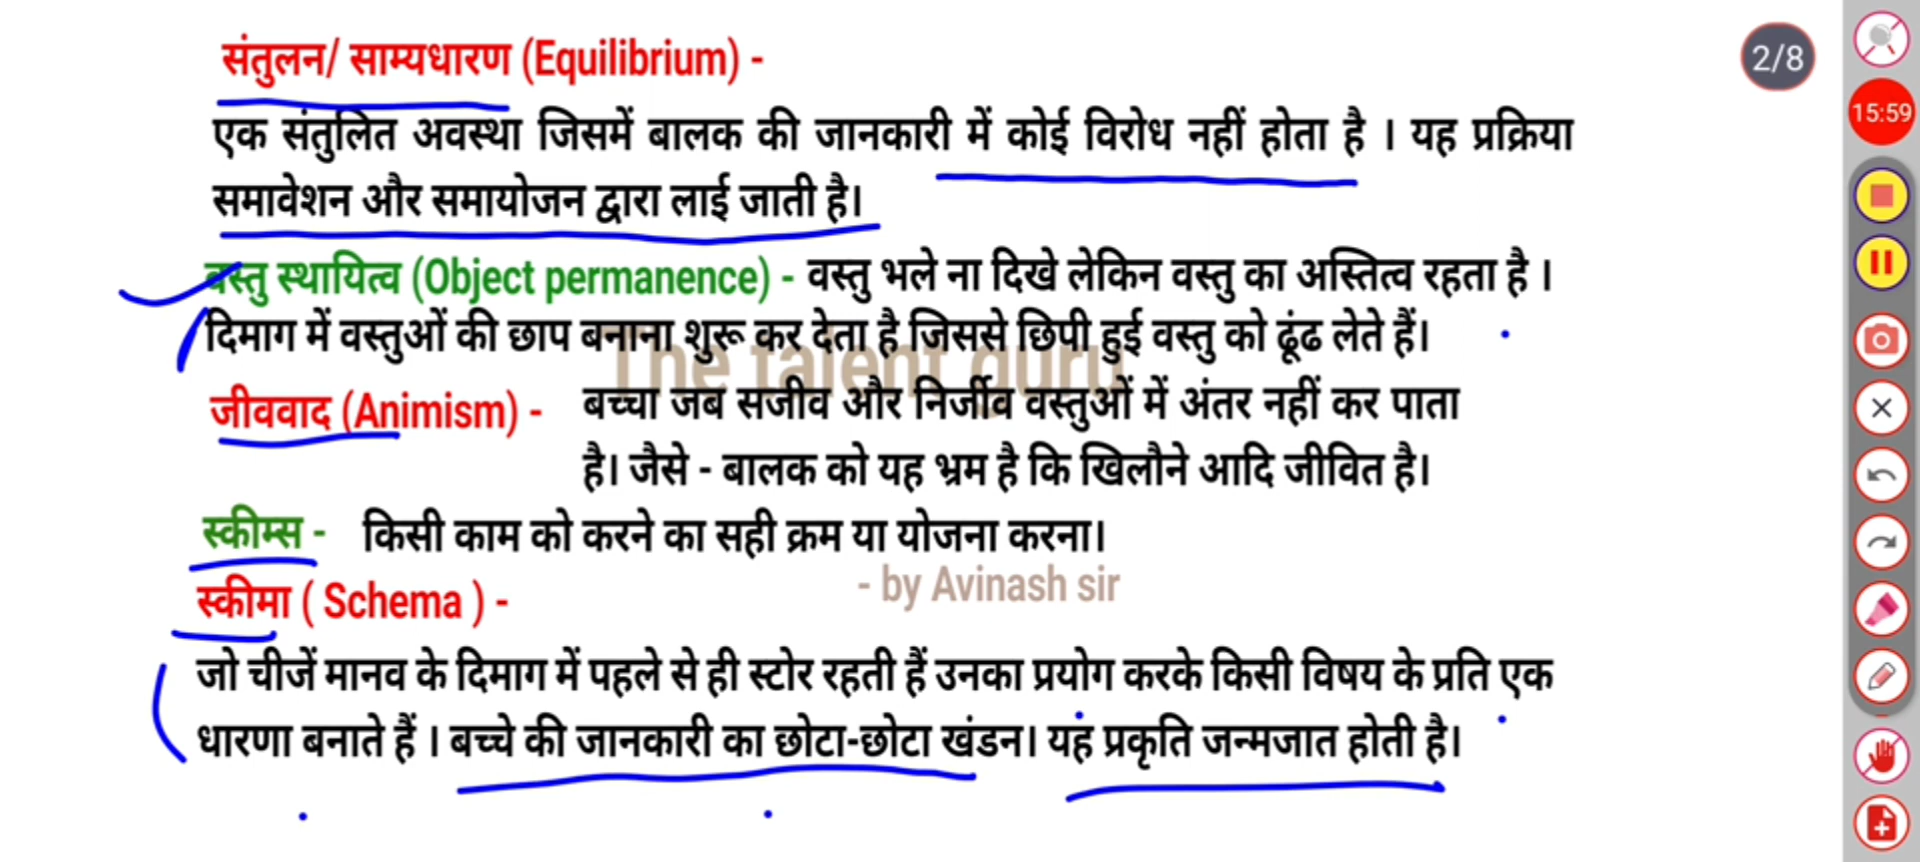 संतुलन/ साम्यधारण (Equilibrium) -
2/8
15:59
एक संतुलित अवस्था जिसमें बालक की जानकारी में कोई विरोध नहीं होता है । यह प्रक्रिया
समावेशन और समायोजन द्वारा लाई जाती है।
वस्तु स्थायित्व (Object permanence) - वस्तु भले ना दिखे लेकिन वस्तु का अस्तित्व रहता है ।
दिमाग में वस्तुओं की छाप बनाना शुरू कर देता है जिससे छिपी हुई वस्तु को ढूंढ लेते हैं।
The talent guru
जीववाद (Animism) - बच्चा जब सजीव और निर्जीव वस्तुओं में अंतर नहीं कर पाता
है। जैसे - बालक को यह भ्रम है कि खिलौने आदि जीवित है।
स्कीम्स - किसी काम को करने का सही क्रम या योजना करना।
- by Avinash sir
स्कीमा ( Schema ) -
जो चीजें मानव के दिमाग में पहले से ही स्टोर रहती हैं उनका प्रयोग करके किसी विषय के प्रति एक
धारणा बनाते हैं । बच्चे की जानकारी का छोटा-छोटा खंडन। यह प्रकृति जन्मजात होती है।